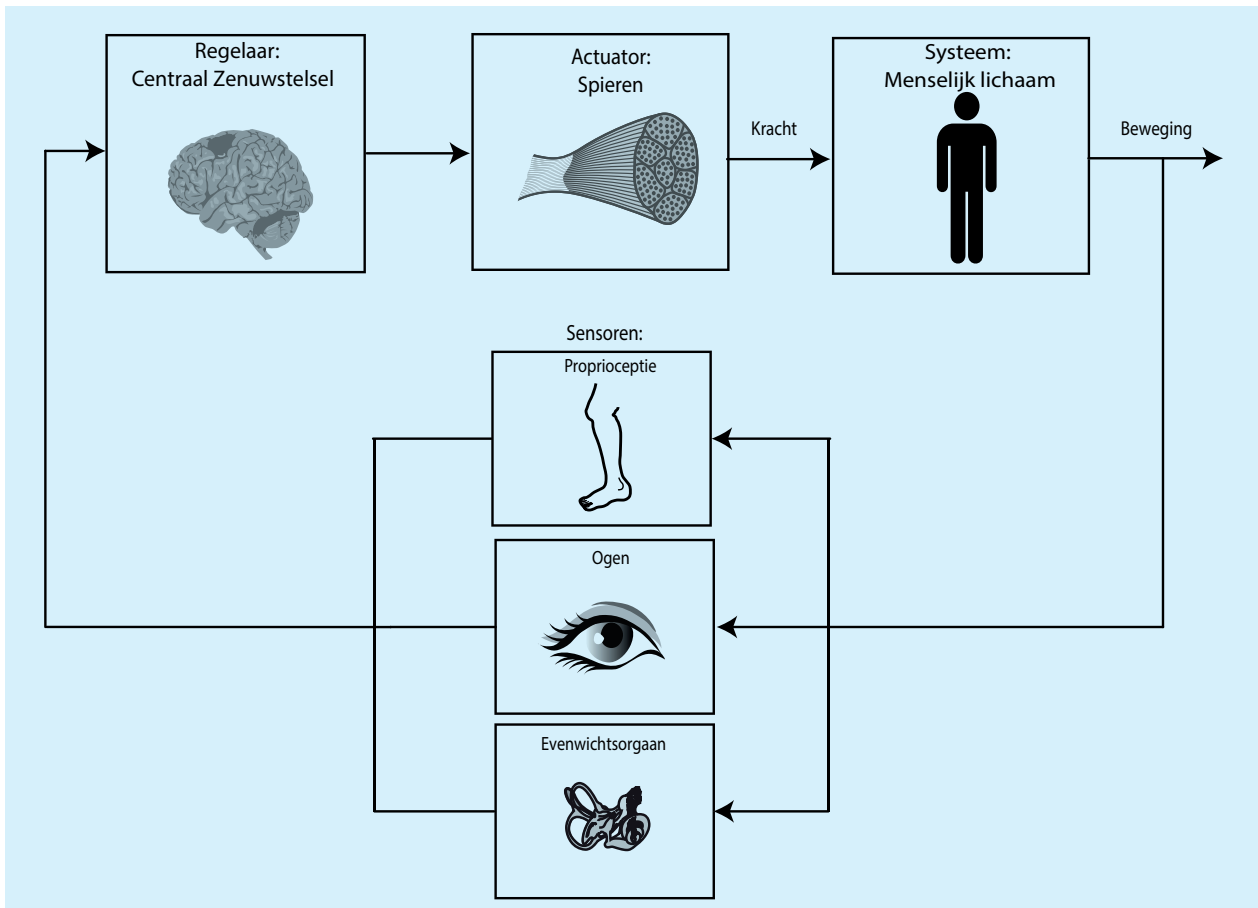 Regelaar:
Centraal Zenuwstelsel
Actuator:
Spieren
Kracht
Systeem:
Menselijk lichaam
Beweging
Sensoren:
Proprioceptie
Ogen
Evenwichtsorgaan